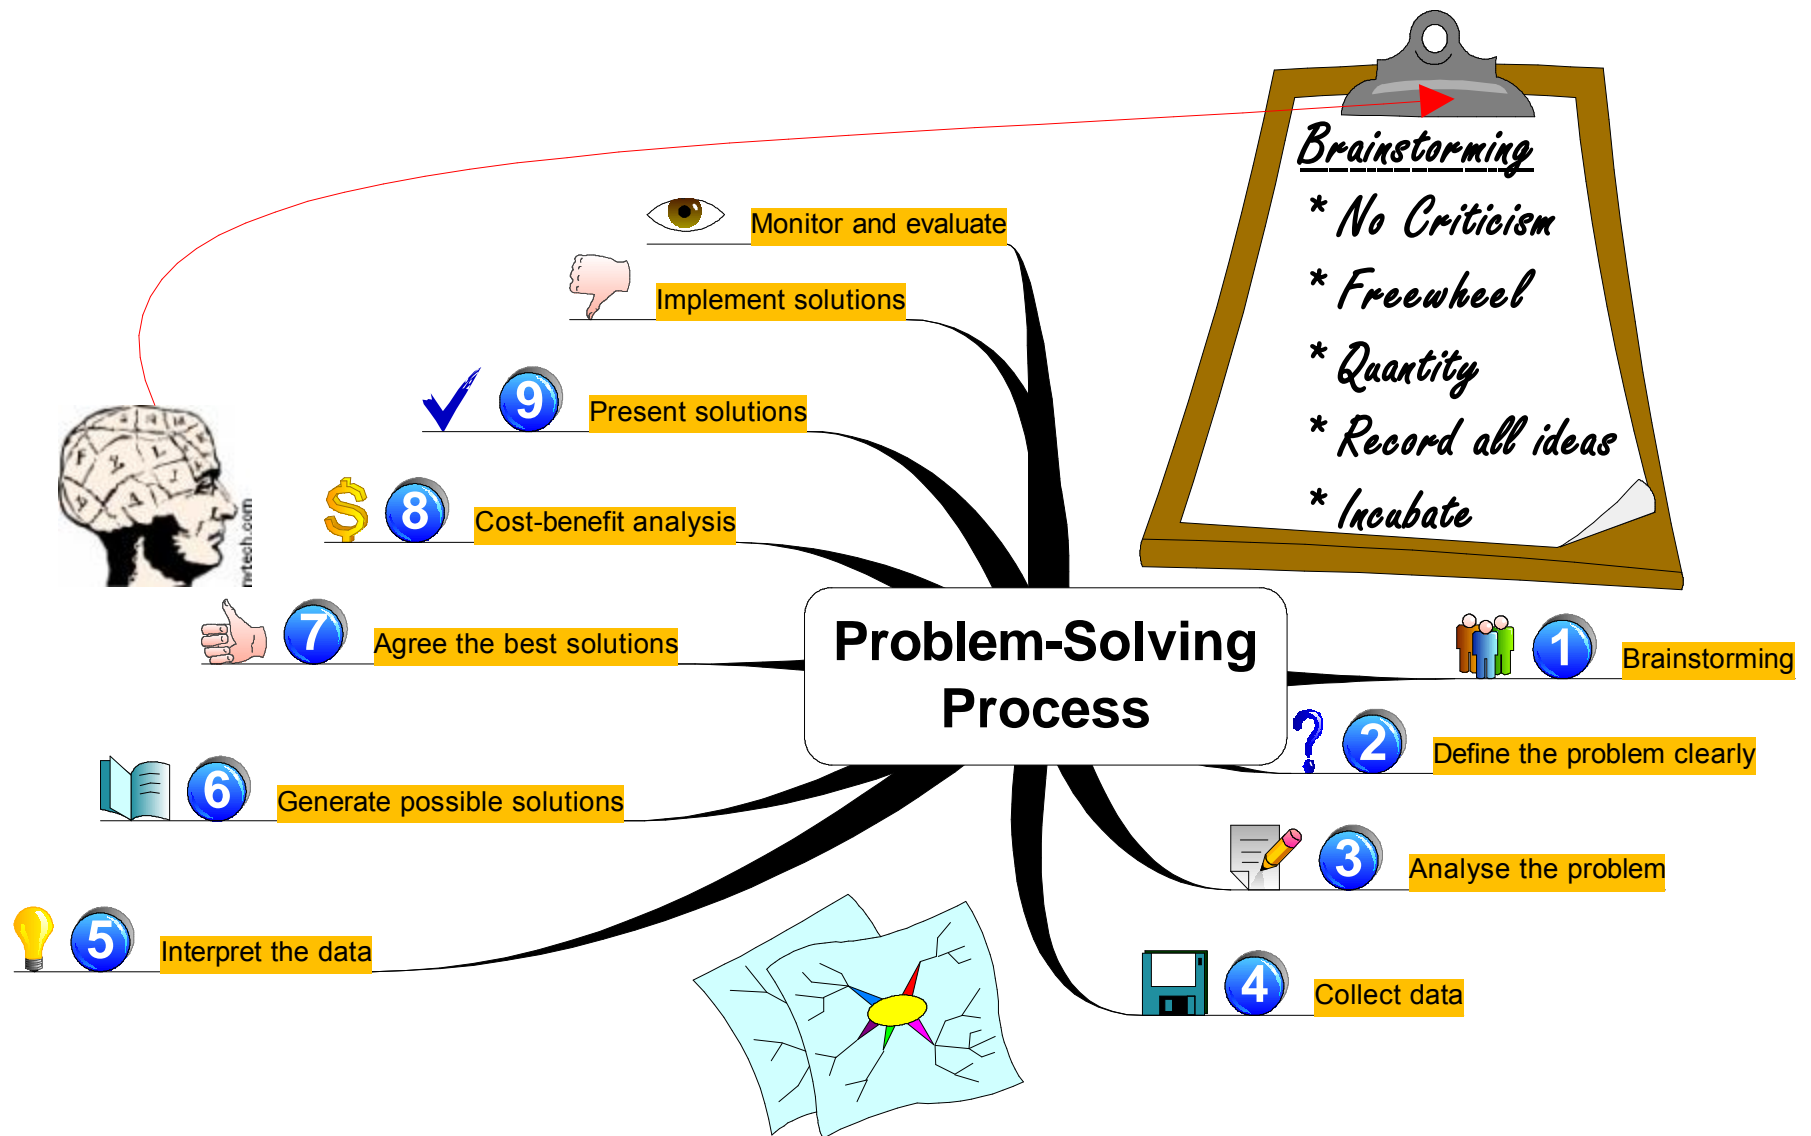 Brainstorming
* No Criticism
* Freewheel
* Quantity
* Record all ideas
* Incubate
Monitor and evaluate
Implement solutions
9 Present solutions
8 Cost-benefit analysis
7 Agree the best solutions
6 Generate possible solutions
5 Interpret the data
Problem-Solving
Process
1 Brainstorming
2 Define the problem clearly
3 Analyse the problem
4 Collect data